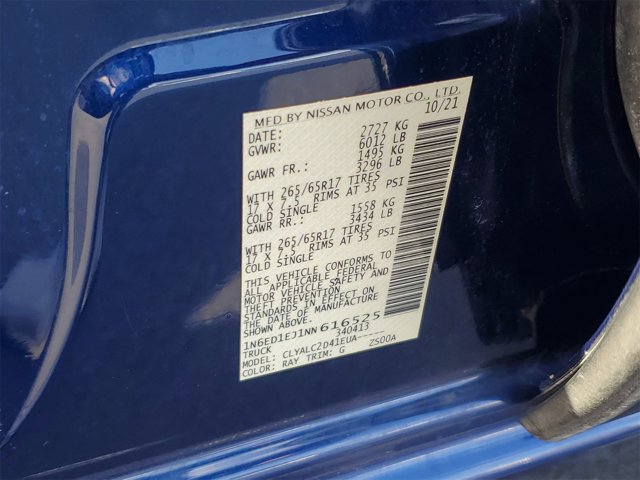 MFD BY NISSAN MOTOR CO., LTD.
DATE: 10/21
GVWR: 2727 KG
6012 LB
GAWR FR.: 1495 KG
3296 LB
WITH 265/65R17 TIRES
17 X 7.5 RIMS AT 35 PSI
COLD SINGLE
GAWR RR.: 1558 KG
3434 LB
WITH 265/65R17 TIRES
17 X 7.5 RIMS AT 35 PSI
COLD SINGLE
THIS VEHICLE CONFORMS TO
ALL APPLICABLE FEDERAL
MOTOR VEHICLE SAFETY AND
THEFT PREVENTION
STANDARDS IN EFFECT ON
THE DATE OF MANUFACTURE
SHOWN ABOVE.
1N6ED1EJ1NN616525
TRUCK 340413
MODEL: CLYALC2D41EUA-----
COLOR: RAY TRIM: G ZS00A